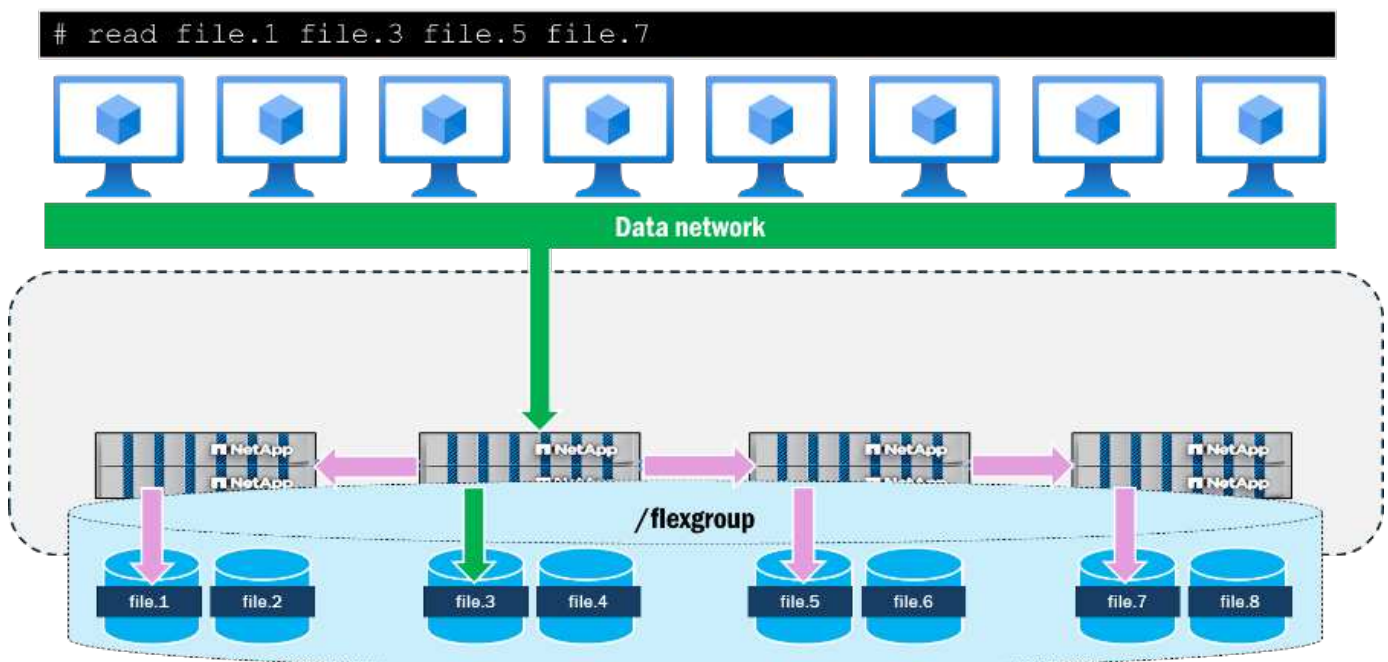 # read file.1 file.3 file.5 file.7
Data network
NetApp
NetApp
NetApp
NetApp
NetApp
NetApp
NetApp
NetApp
/flexgroup
file.1
file.2
file.3
file.4
file.5
file.6
file.7
file.8